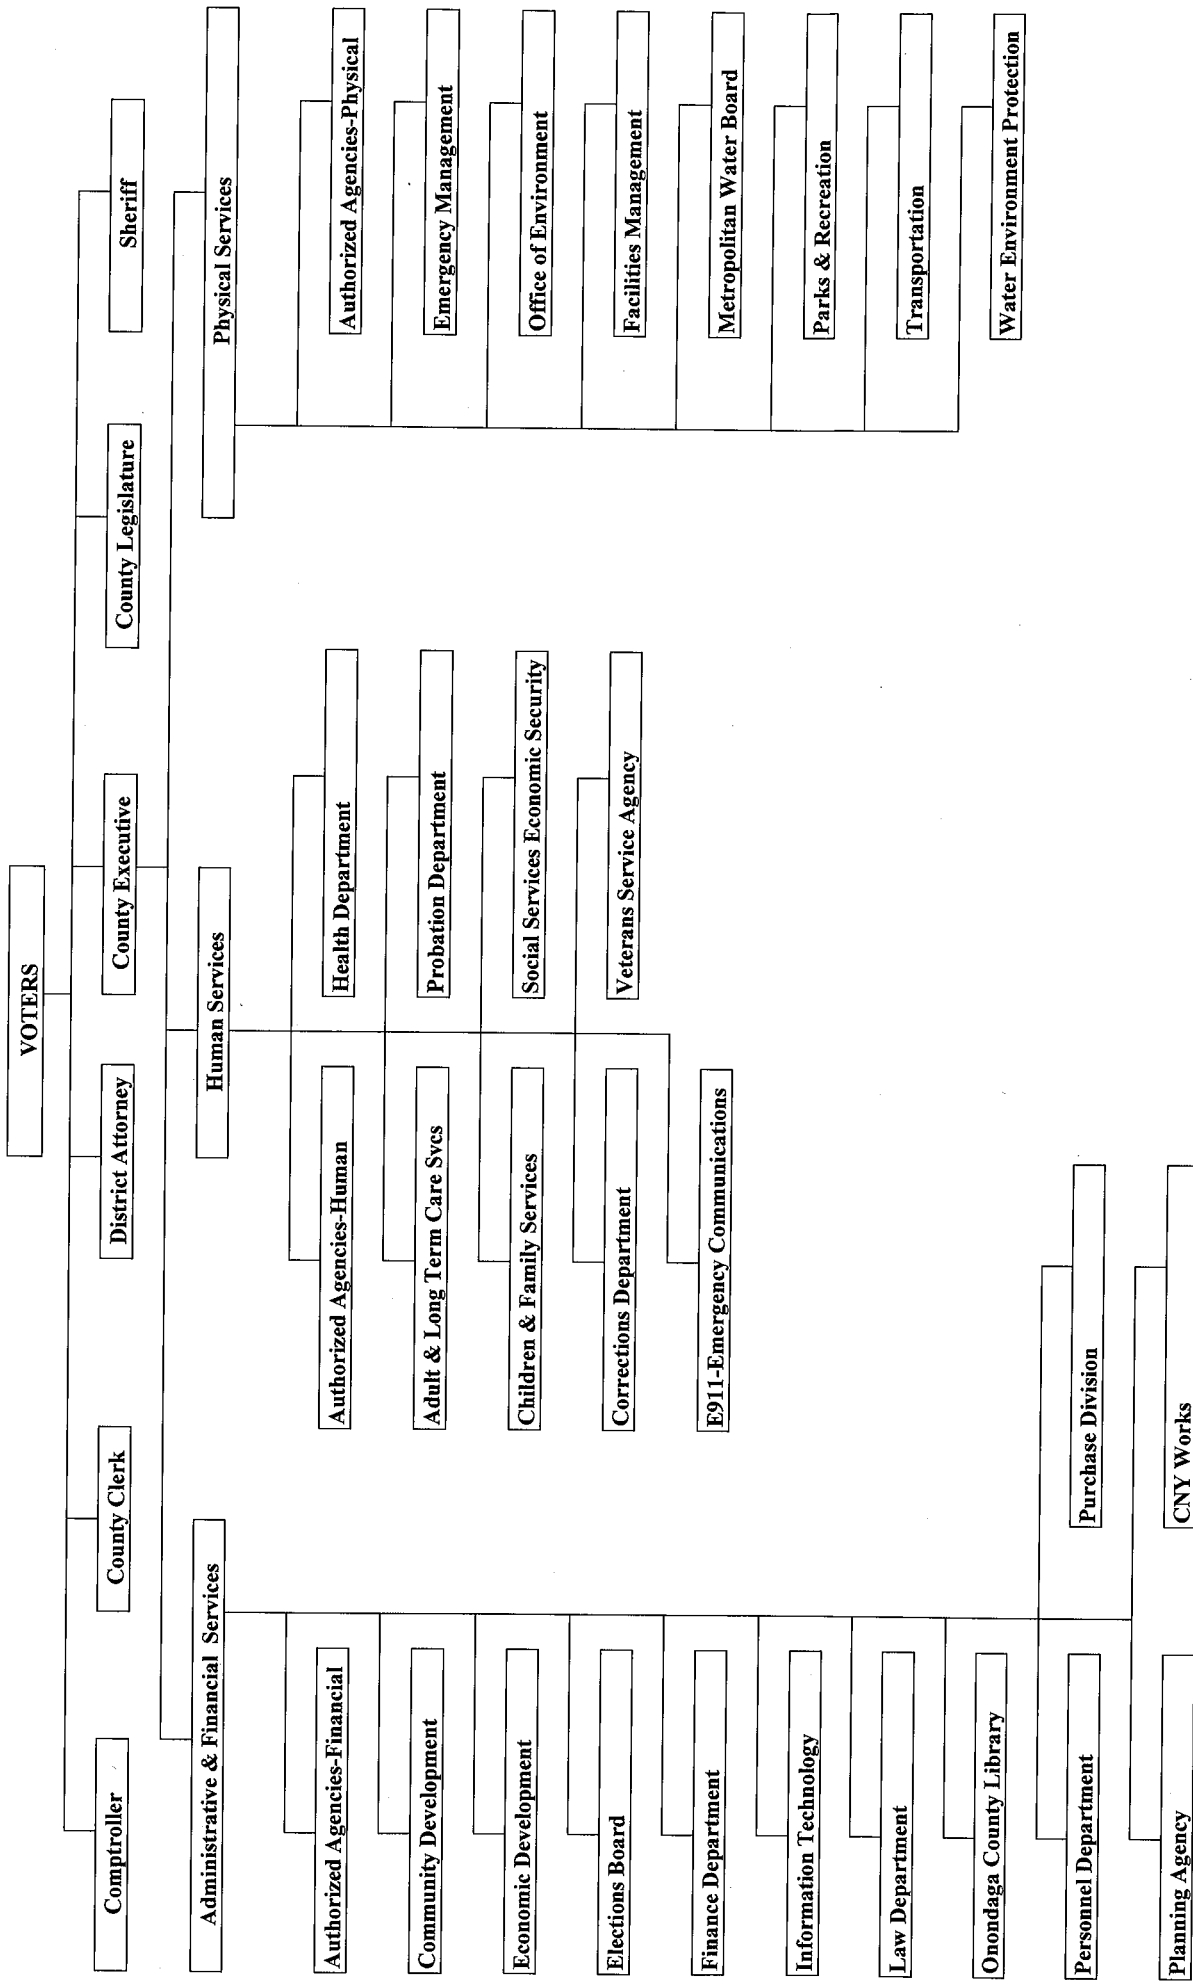 VOTERS
Comptroller
County Clerk
District Attorney
County Executive
County Legislature
Sheriff
Administrative & Financial Services
Human Services
Physical Services
Authorized Agencies-Financial
Community Development
Economic Development
Elections Board
Finance Department
Information Technology
Law Department
Onondaga County Library
Personnel Department
Planning Agency
Purchase Division
CNY Works
Authorized Agencies-Human
Adult & Long Term Care Svcs
Children & Family Services
Corrections Department
E911-Emergency Communications
Health Department
Probation Department
Social Services Economic Security
Veterans Service Agency
Authorized Agencies-Physical
Emergency Management
Office of Environment
Facilities Management
Metropolitan Water Board
Parks & Recreation
Transportation
Water Environment Protection